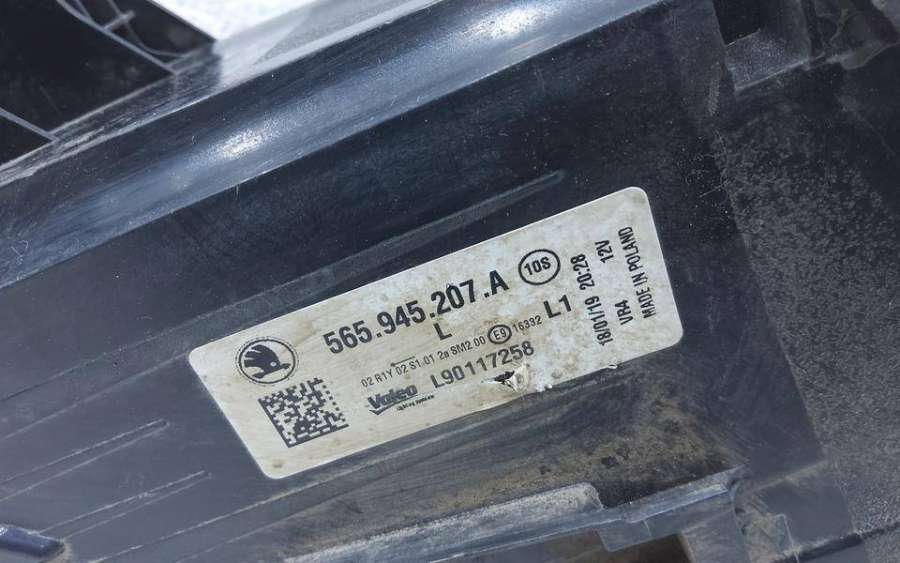 565.945.207.A 10S
L
02 R1Y 02 S1.01 2a SM2.00 E9 16332 L1
Valeo L90117258
18/01/19 20:28
VRA 12V
MADE IN POLAND